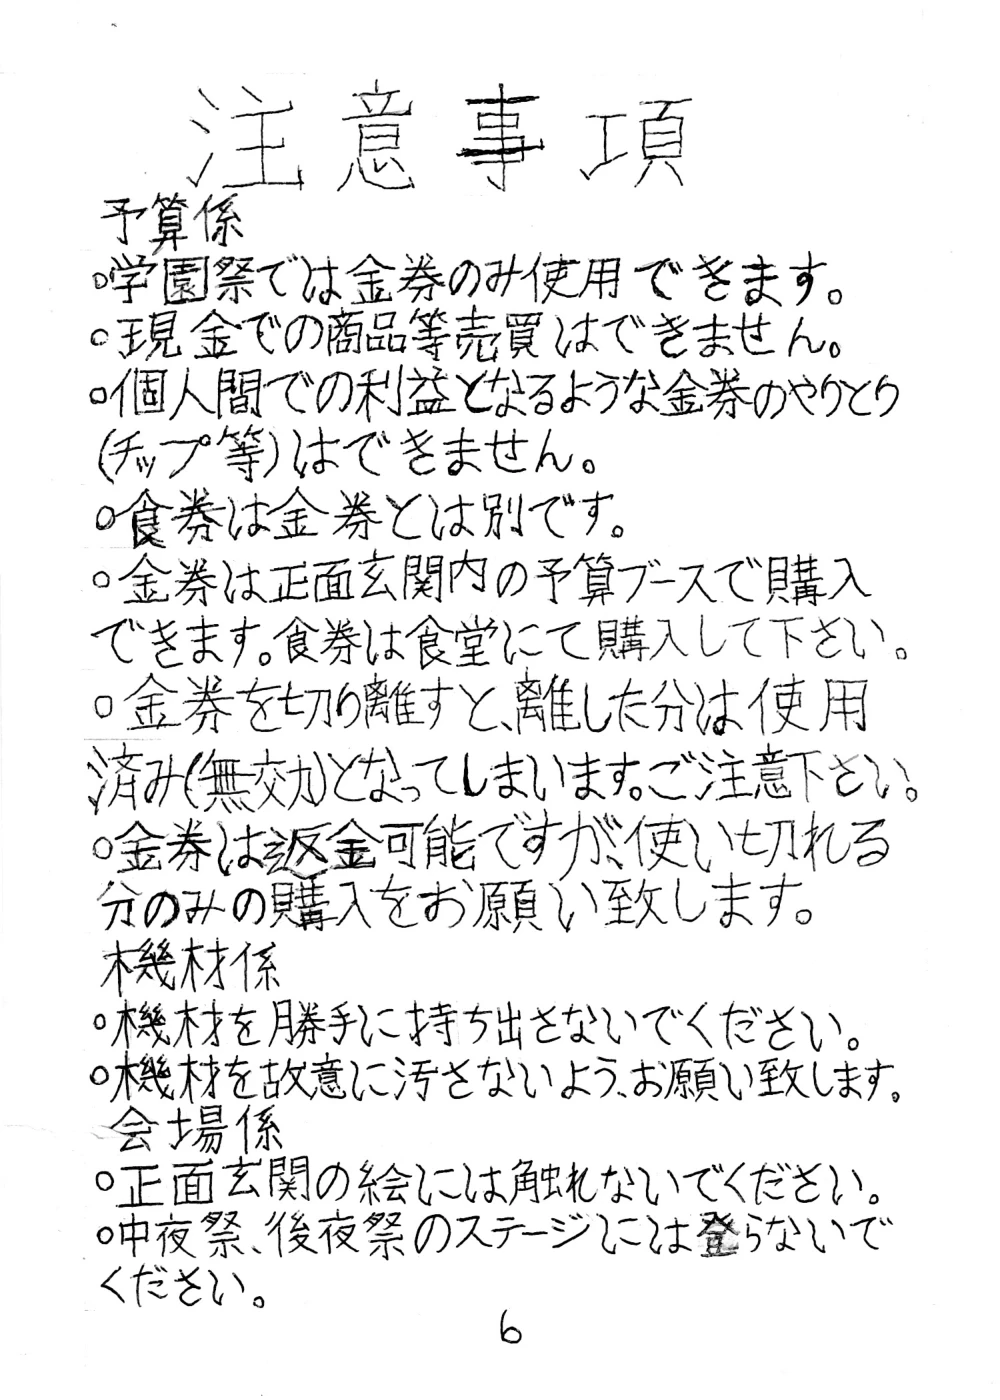 注意事項
予算係
○学園祭では金券のみ使用できます。
○現金での商品等売買はできません。
○個人間での利益となるような金券のやりとり
(チップ等)はできません。
○食券は金券とは別です。
○金券は正面玄関内の予算ブースで購入
できます。食券は食堂にて購入して下さい。
○金券を切り離すと、離した分は使用
済み(無効)となってしまいます。ご注意下さい。
○金券は返金可能ですが、使い切れる
分のみの購入をお願い致します。
機材係
○機材を勝手に持ち出さないでください。
○機材を故意に汚さないよう、お願い致します。
会場係
○正面玄関の絵には触れないでください。
○中夜祭、後夜祭のステージには登らないで
ください。
6